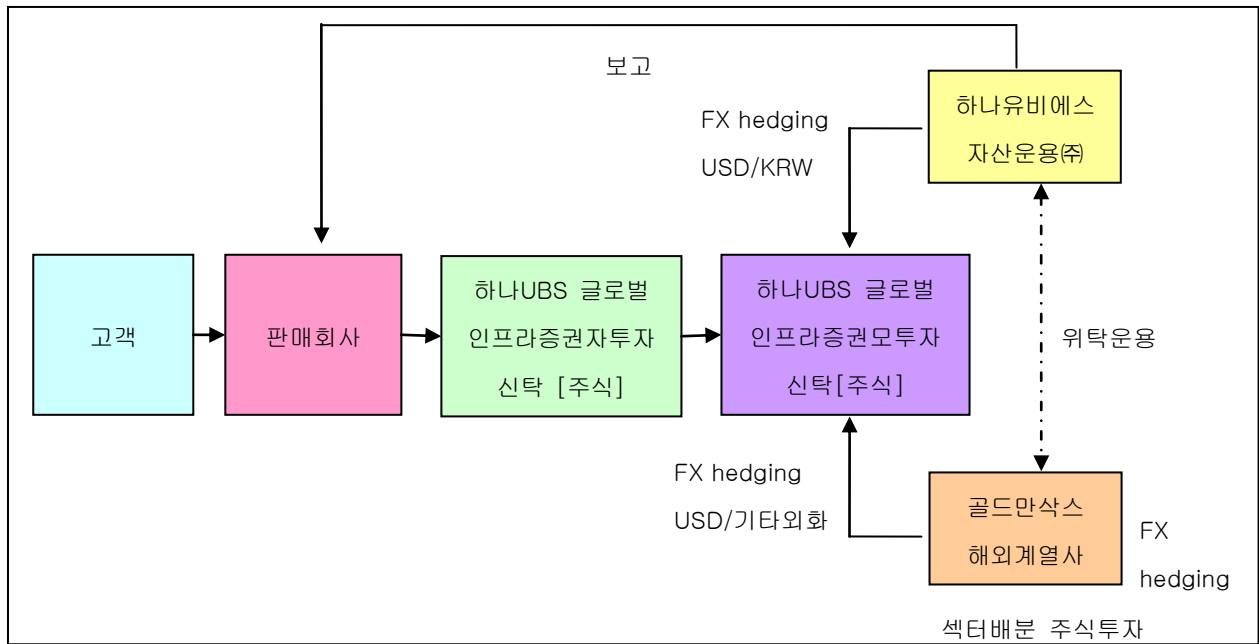 보고
하나유비에스
자산운용㈜
FX hedging
USD/KRW
고객
판매회사
하나UBS 글로벌
인프라증권자투자
신탁 [주식]
하나UBS 글로벌
인프라증권모투자
신탁[주식]
위탁운용
FX hedging
USD/기타외화
골드만삭스
해외계열사
FX
hedging
섹터배분 주식투자